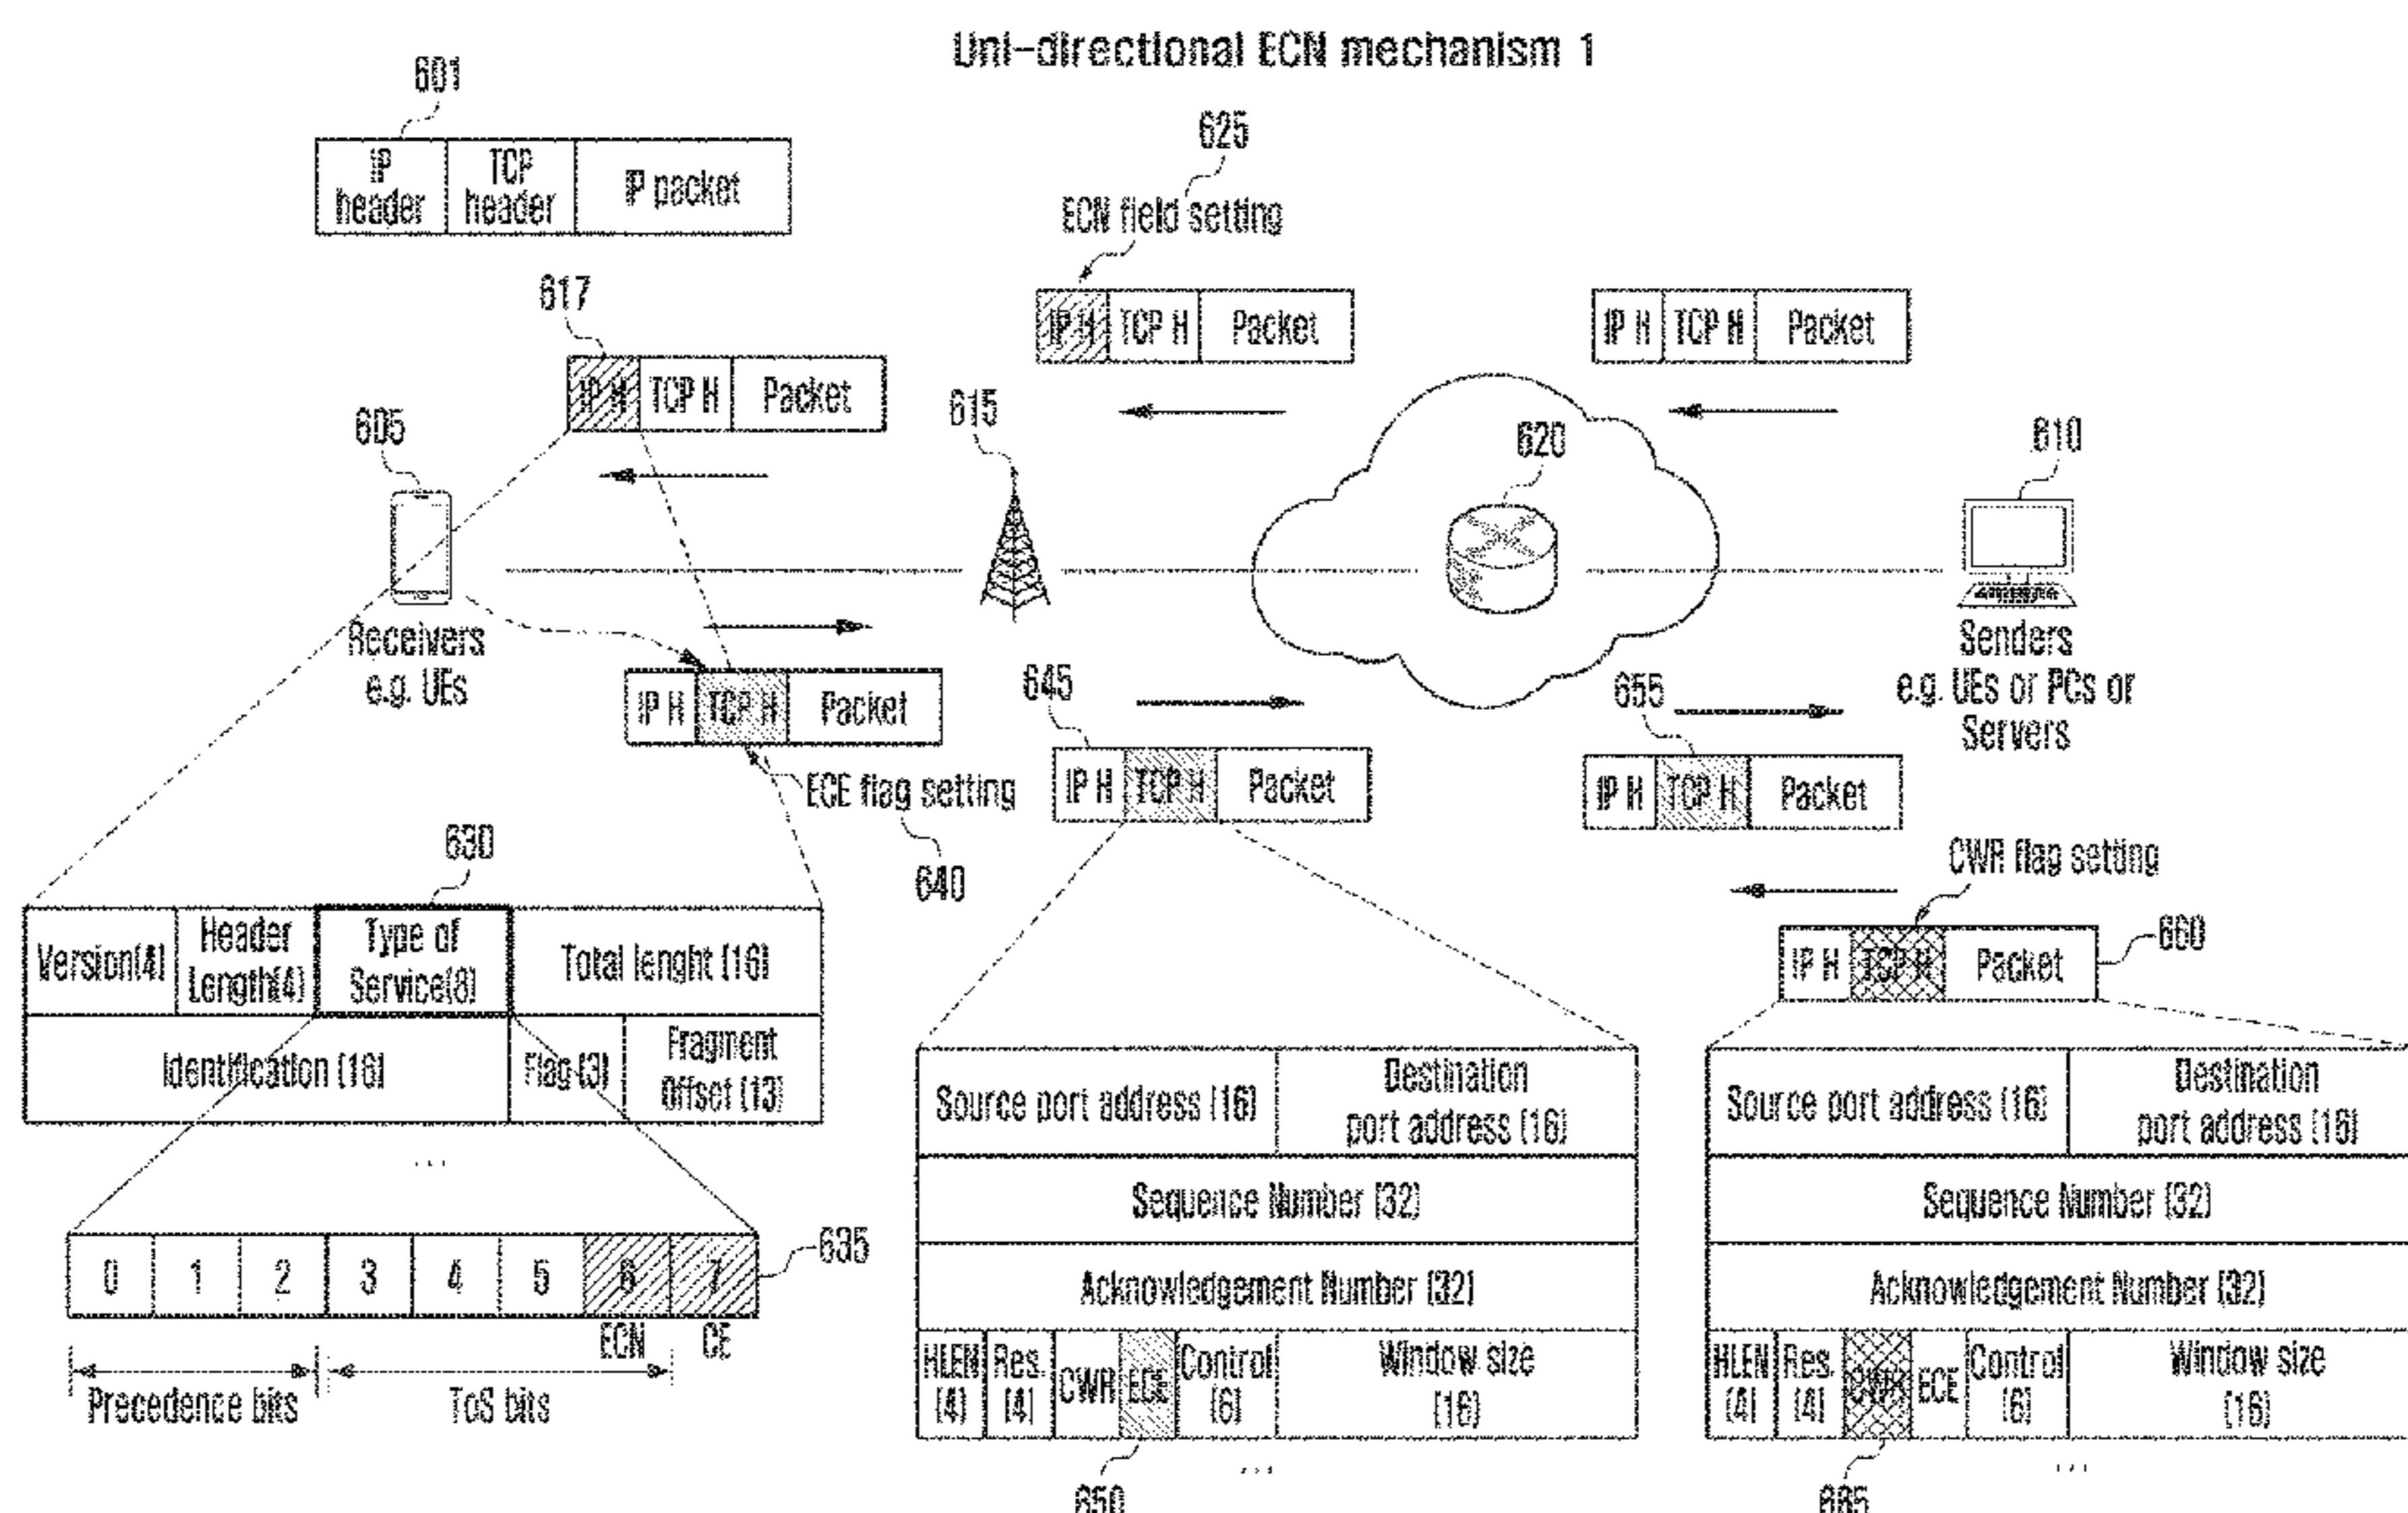 Uni-directional ECN mechanism 1
601
IP header
TCP header
IP packet
625
ECN field setting
617
IP H
TCP H
Packet
IP H
TCP H
Packet
IP H
TCP H
Packet
605
615
620
610
Receivers
e.g. UEs
Senders
e.g. UEs or PCs or
Servers
IP H
TCP H
Packet
ECE flag setting
640
645
IP H
TCP H
Packet
655
IP H
TCP H
Packet
CWR flag setting
IP H
TCP H
Packet
660
630
Version(4)
Header
Length(4)
Type of
Service(8)
Total lenght (16)
Identification (16)
Flag (3)
Fragment
Offset (13)
...
0 1 2 3 4 5 6 7
635
ECN
CE
Precedence bits
ToS bits
Source port address (16)
Destination
port address (16)
Sequence Number (32)
Acknowledgement Number (32)
HLEN
(4)
Res.
(4)
CWR
ECE
Control
(6)
Window size
(16)
650
...
Source port address (16)
Destination
port address (16)
Sequence Number (32)
Acknowledgement Number (32)
HLEN
(4)
Res.
(4)
CWR
ECE
Control
(6)
Window size
(16)
665
...